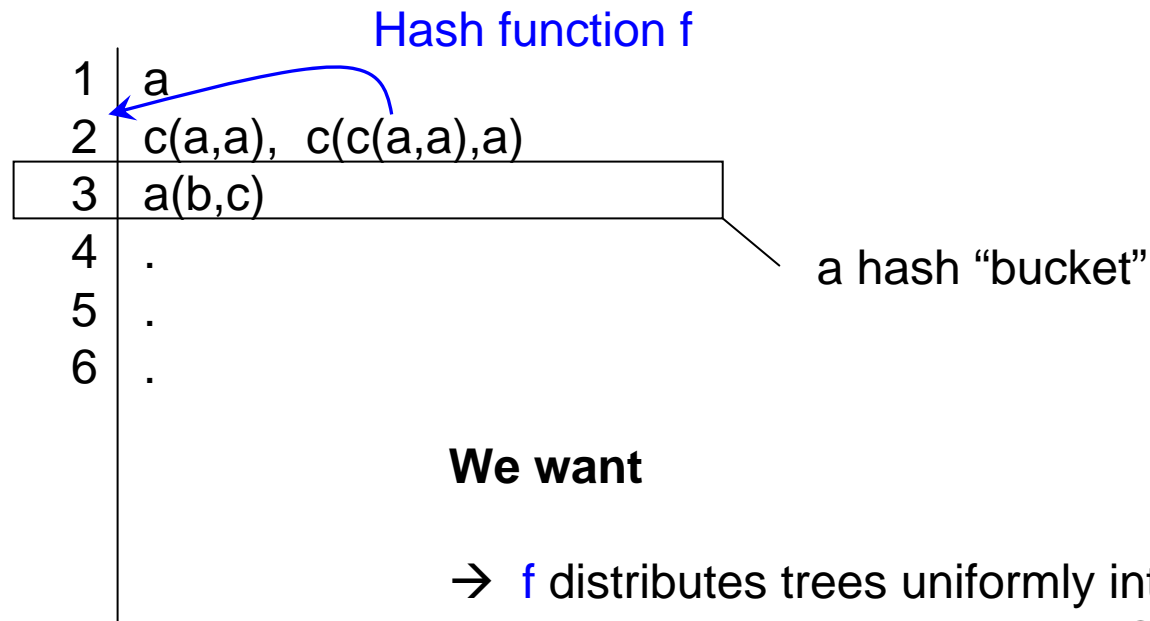 Hash function f
1 a
2 c(a,a), c(c(a,a),a)
3 a(b,c)
4 .
a hash “bucket”
5 .
6 .
We want
→ f distributes trees uniformly